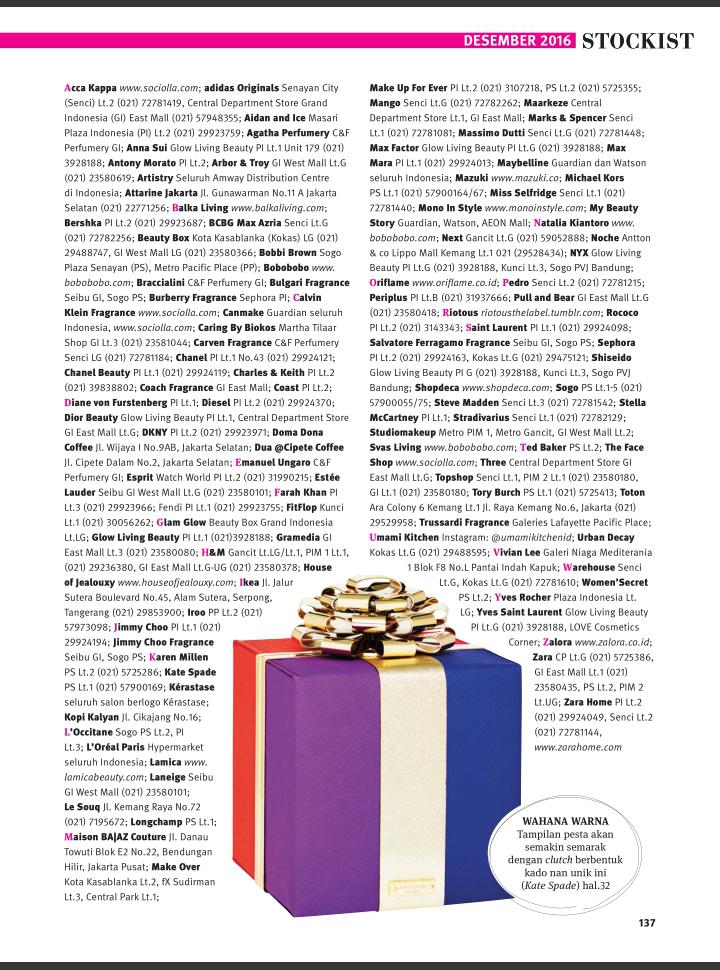 DESEMBER 2016 STOCKIST
Acca Kappa www.sociolla.com; adidas Originals Senayan City
(Senci) Lt.2 (021) 72781419, Central Department Store Grand
Indonesia (GI) East Mall (021) 57948355; Aidan and Ice Masari
Plaza Indonesia (PI) Lt.2 (021) 29923759; Agatha Perfumery C&F
Perfumery GI; Anna Sui Glow Living Beauty PI Lt.1 Unit 179 (021)
3928188; Antony Morato PI Lt.2; Arbor & Troy GI West Mall Lt.G
(021) 23580619; Artistry Seluruh Amway Distribution Centre
di Indonesia; Attarine Jakarta Jl. Gunawarman No.11 A Jakarta
Selatan (021) 22771256; Balka Living www.balkaliving.com;
Bershka PI Lt.2 (021) 29923687; BCBG Max Azria Senci Lt.G
(021) 72782256; Beauty Box Kota Kasablanka (Kokas) LG (021)
29488747, GI West Mall LG (021) 23580366; Bobbi Brown Sogo
Plaza Senayan (PS), Metro Pacific Place (PP); Bobobobo www.
bobobobo.com; Braccialini C&F Perfumery GI; Bulgari Fragrance
Seibu GI, Sogo PS; Burberry Fragrance Sephora PI; Calvin
Klein Fragrance www.sociolla.com; Canmake Guardian seluruh
Indonesia, www.sociolla.com; Caring By Biokos Martha Tilaar
Shop GI Lt.3 (021) 23581044; Carven Fragrance C&F Perfumery
Senci LG (021) 72781184; Chanel PI Lt.1 No.43 (021) 29924121;
Chanel Beauty PI Lt.1 (021) 29924119; Charles & Keith PI Lt.2
(021) 39838802; Coach Fragrance GI East Mall; Coast PI Lt.2;
Diane von Furstenberg PI Lt.1; Diesel PI Lt.2 (021) 29924370;
Dior Beauty Glow Living Beauty PI Lt.1, Central Department Store
GI East Mall Lt.G; DKNY PI Lt.2 (021) 29923971; Doma Dona
Coffee Jl. Wijaya I No.9AB, Jakarta Selatan; Dua @Cipete Coffee
Jl. Cipete Dalam No.2, Jakarta Selatan; Emanuel Ungaro C&F
Perfumery GI; Esprit Watch World PI Lt.2 (021) 31990215; Estée
Lauder Seibu GI West Mall Lt.G (021) 23580101; Farah Khan PI
Lt.3 (021) 29923966; Fendi PI Lt.1 (021) 29923755; FitFlop Kunci
Lt.1 (021) 30056262; Glam Glow Beauty Box Grand Indonesia
Lt.LG; Glow Living Beauty PI Lt.1 (021)3928188; Gramedia GI
East Mall Lt.3 (021) 23580080; H&M Gancit Lt.LG/Lt.1, PIM 1 Lt.1,
(021) 29236380, GI East Mall Lt.G-UG (021) 23580378; House
of Jealouxy www.houseofjealouxy.com; Ikea Jl. Jalur
Sutera Boulevard No.45, Alam Sutera, Serpong,
Tangerang (021) 29853900; Iroo PP Lt.2 (021)
57973098; Jimmy Choo PI Lt.1 (021)
29924194; Jimmy Choo Fragrance
Seibu GI, Sogo PS; Karen Millen
PS Lt.2 (021) 5725286; Kate Spade
PS Lt.1 (021) 57900169; Kérastase
seluruh salon berlogo Kérastase;
Kopi Kalyan Jl. Cikajang No.16;
L'Occitane Sogo PS Lt.2, PI
Lt.3; L'Oréal Paris Hypermarket
seluruh Indonesia; Lamica www.
lamicabeauty.com; Laneige Seibu
GI West Mall (021) 23580101;
Le Souq Jl. Kemang Raya No.72
(021) 7195672; Longchamp PS Lt.1;
Maison BA|AZ Couture Jl. Danau
Towuti Blok E2 No.22, Bendungan
Hilir, Jakarta Pusat; Make Over
Kota Kasablanka Lt.2, fX Sudirman
Lt.3, Central Park Lt.1;
Make Up For Ever PI Lt.2 (021) 3107218, PS Lt.2 (021) 5725355;
Mango Senci Lt.G (021) 72782262; Maarkeze Central
Department Store Lt.1, GI East Mall; Marks & Spencer Senci
Lt.1 (021) 72781081; Massimo Dutti Senci Lt.G (021) 72781448;
Max Factor Glow Living Beauty PI Lt.G (021) 3928188; Max
Mara PI Lt.1 (021) 29924013; Maybelline Guardian dan Watson
seluruh Indonesia; Mazuki www.mazuki.co; Michael Kors
PS Lt.1 (021) 57900164/67; Miss Selfridge Senci Lt.1 (021)
72781440; Mono In Style www.monoinstyle.com; My Beauty
Story Guardian, Watson, AEON Mall; Natalia Kiantoro www.
bobobobo.com; Next Gancit Lt.G (021) 59052888; Noche Antton
& co Lippo Mall Kemang Lt.1 021 (29528434); NYX Glow Living
Beauty PI Lt.G (021) 3928188, Kunci Lt.3, Sogo PVJ Bandung;
Oriflame www.oriflame.co.id; Pedro Senci Lt.2 (021) 72781215;
Periplus PI Lt.B (021) 31937666; Pull and Bear GI East Mall Lt.G
(021) 23580418; Riotous riotousthelabel.tumblr.com; Rococo
PI Lt.2 (021) 3143343; Saint Laurent PI Lt.1 (021) 29924098;
Salvatore Ferragamo Fragrance Seibu GI, Sogo PS; Sephora
PI Lt.2 (021) 29924163, Kokas Lt.G (021) 29475121; Shiseido
Glow Living Beauty PI G (021) 3928188, Kunci Lt.3, Sogo PVJ
Bandung; Shopdeca www.shopdeca.com; Sogo PS Lt.1-5 (021)
57900055/75; Steve Madden Senci Lt.3 (021) 72781542; Stella
McCartney PI Lt.1; Stradivarius Senci Lt.1 (021) 72782129;
Studiomakeup Metro PIM 1, Metro Gancit, GI West Mall Lt.2;
Svas Living www.bobobobo.com; Ted Baker PS Lt.2; The Face
Shop www.sociolla.com; Three Central Department Store GI
East Mall Lt.G; Topshop Senci Lt.1, PIM 2 Lt.1 (021) 23580180,
GI Lt.1 (021) 23580180; Tory Burch PS Lt.1 (021) 5725413; Toton
Ara Colony 6 Kemang Lt.1 Jl. Raya Kemang No.6, Jakarta (021)
29529958; Trussardi Fragrance Galeries Lafayette Pacific Place;
Umami Kitchen Instagram: @umamikitchenid; Urban Decay
Kokas Lt.G (021) 29488595; Vivien Lee Galeri Niaga Mediterania
1 Blok F8 No.L Pantai Indah Kapuk; Warehouse Senci
Lt.G, Kokas Lt.G (021) 72781610; Women'Secret
PS Lt.2; Yves Rocher Plaza Indonesia Lt.
LG; Yves Saint Laurent Glow Living Beauty
PI Lt.G (021) 3928188, LOVE Cosmetics
Corner; Zalora www.zalora.co.id;
Zara CP Lt.G (021) 5725386,
GI East Mall Lt.1 (021)
23580435, PS Lt.2, PIM 2
Lt.UG; Zara Home PI Lt.2
(021) 29924049, Senci Lt.2
(021) 72781144,
www.zarahome.com
WAHANA WARNA
Tampilan pesta akan
semakin semarak
dengan clutch berbentuk
kado nan unik ini
(Kate Spade) hal.32
137